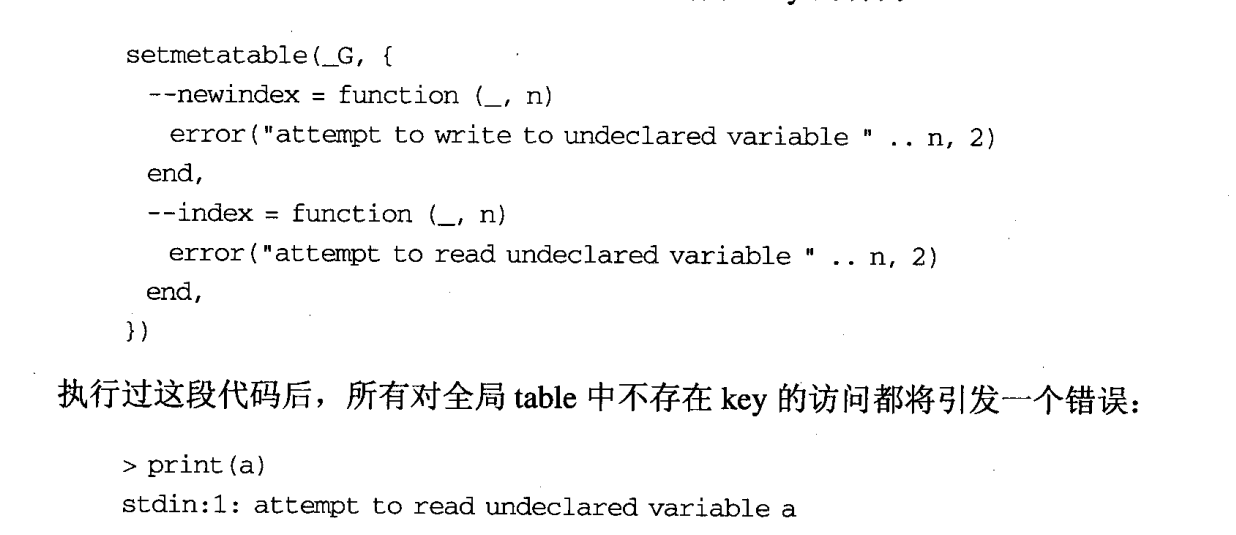 setmetatable(_G, {
--newindex = function (_, n)
error("attempt to write to undeclared variable " .. n, 2)
end,
--index = function (_, n)
error("attempt to read undeclared variable " .. n, 2)
end,
})
执行过这段代码后，所有对全局 table 中不存在 key 的访问都将引发一个错误：
> print(a)
stdin:1: attempt to read undeclared variable a